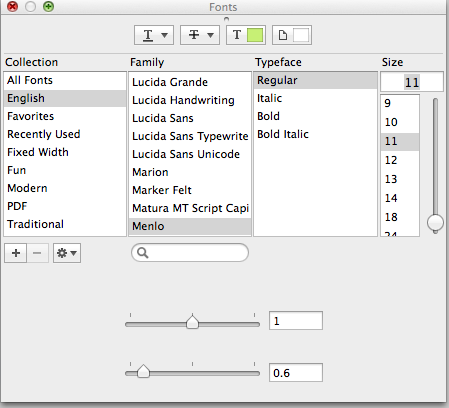 Fonts
T T T
Collection Family Typeface Size
All Fonts
English
Favorites
Recently Used
Fixed Width
Fun
Modern
PDF
Traditional
Lucida Grande
Lucida Handwriting
Lucida Sans
Lucida Sans Typewrite
Lucida Sans Unicode
Marion
Marker Felt
Matura MT Script Capi
Menlo
Regular
Italic
Bold
Bold Italic
11
9
10
11
12
13
14
18
24
1
0.6